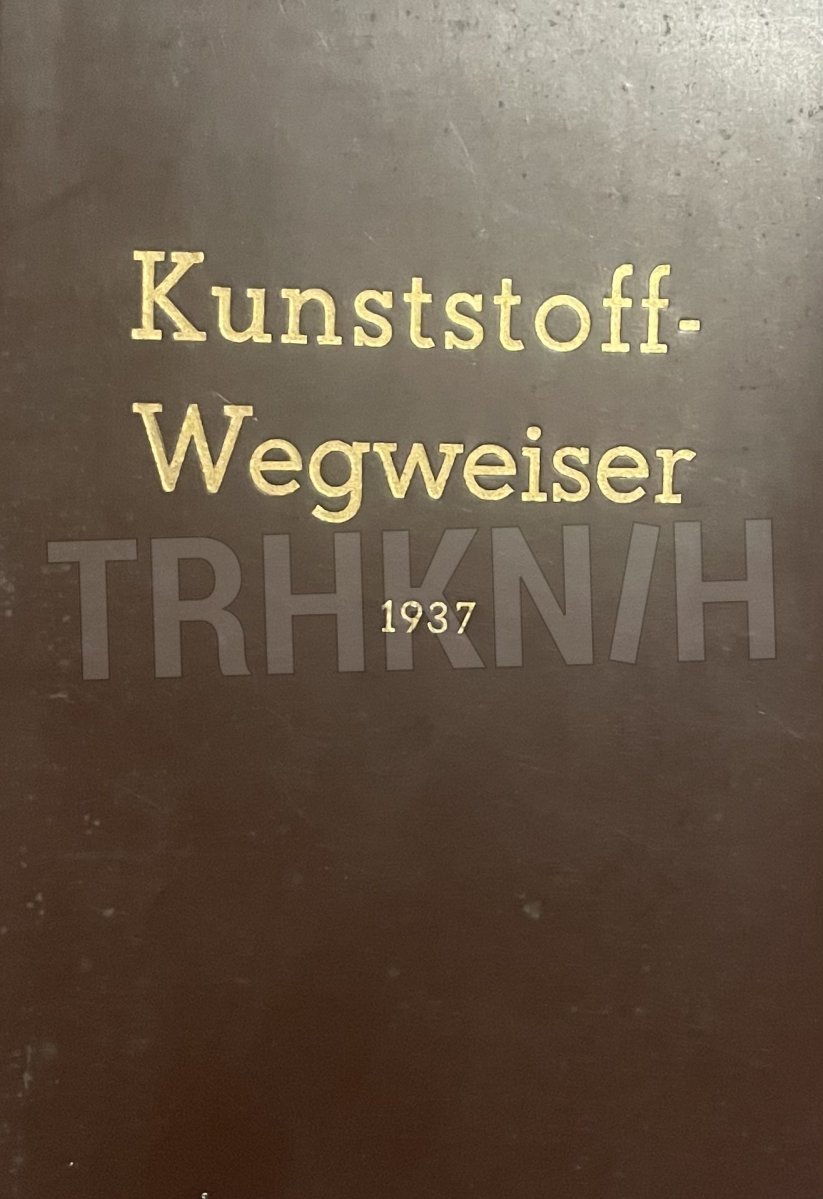 Kunststoff-
Wegweiser
TRHKN/H
1937